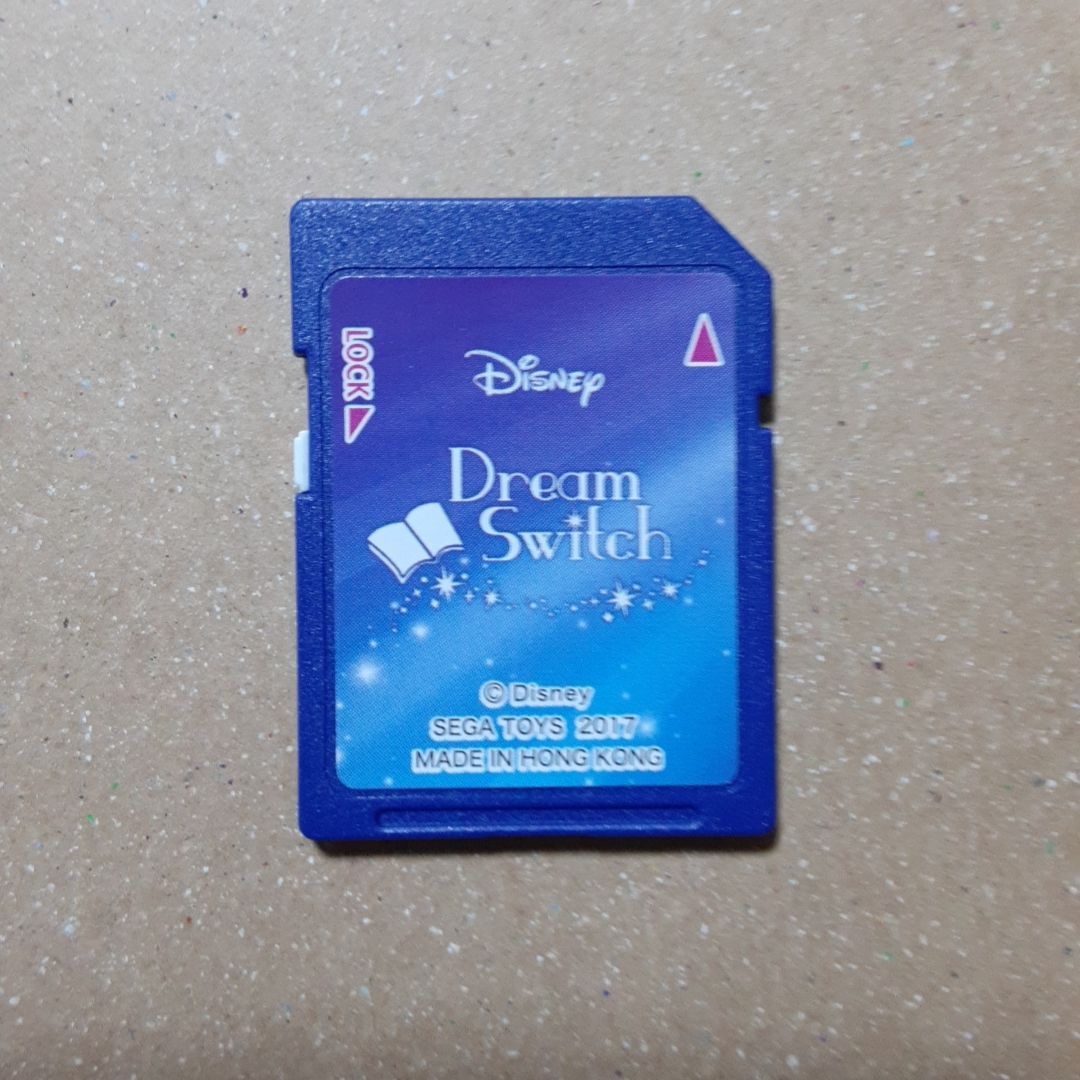 LOCK
Disney
Dream
Switch
© Disney
SEGA TOYS 2017
MADE IN HONG KONG